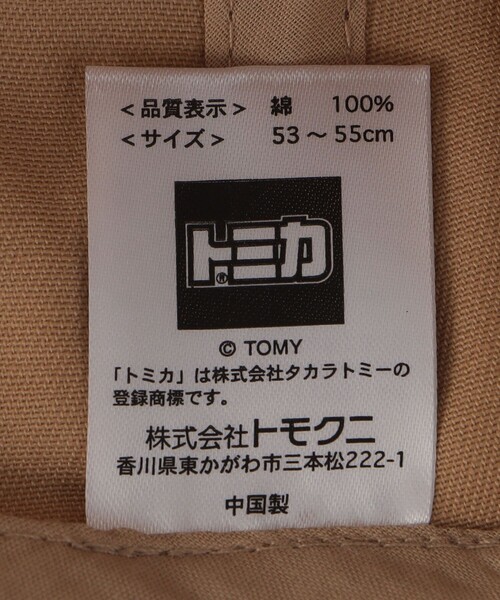 <品質表示> 綿 100%
<サイズ> 53～55cm
トミカ®
© TOMY
「トミカ」は株式会社タカラトミーの
登録商標です。
株式会社トモクニ
香川県東かがわ市三本松222-1
中国製